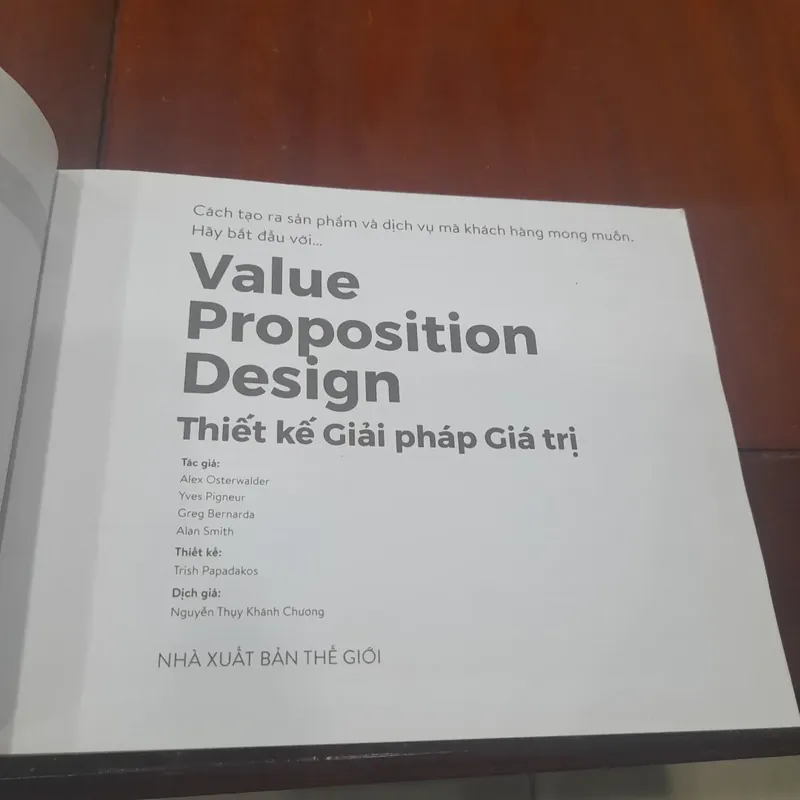 Cách tạo ra sản phẩm và dịch vụ mà khách hàng mong muốn.
Hãy bắt đầu với...
Value
Proposition
Design
Thiết kế Giải pháp Giá trị
Tác giả:
Alex Osterwalder
Yves Pigneur
Greg Bernarda
Alan Smith
Thiết kế:
Trish Papadakos
Dịch giả:
Nguyễn Thụy Khánh Chương
NHÀ XUẤT BẢN THẾ GIỚI